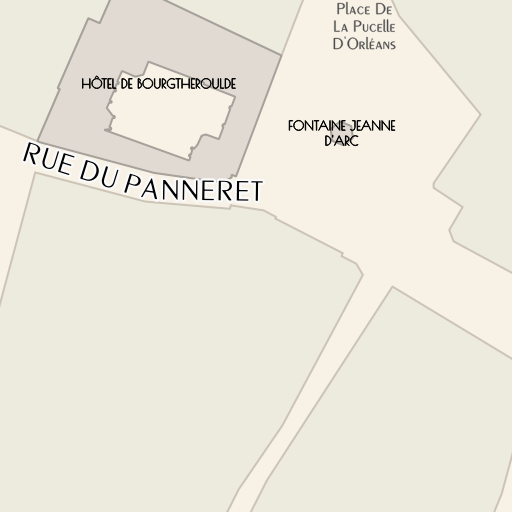 Place De
La Pucelle
D'Orléans
HÔTEL DE BOURGTHEROULDE
FONTAINE JEANNE
D'ARC
RUE DU PANNERET